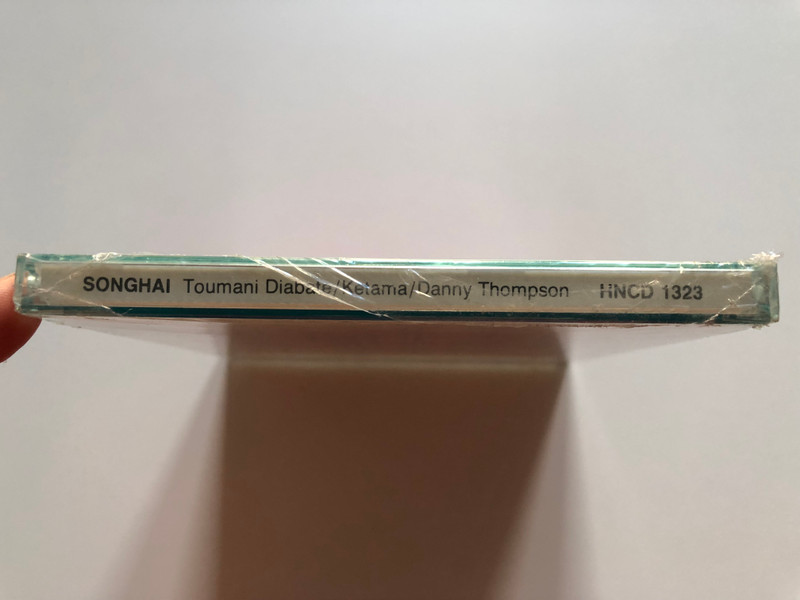 SONGHAI Toumani Diabate/Ketama/Danny Thompson HNCD 1323